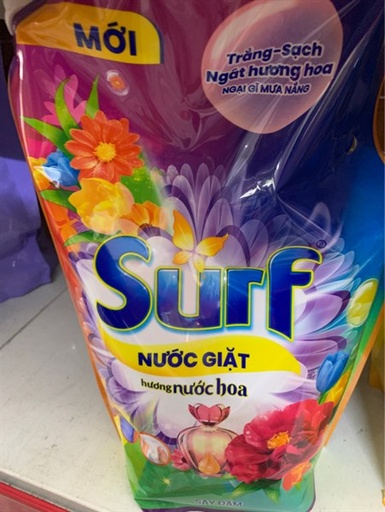 MỚI
Trắng-Sạch
Ngát hương hoa
NGẠI GÌ MƯA NẮNG
Surf
NƯỚC GIẶT
hương nước hoa